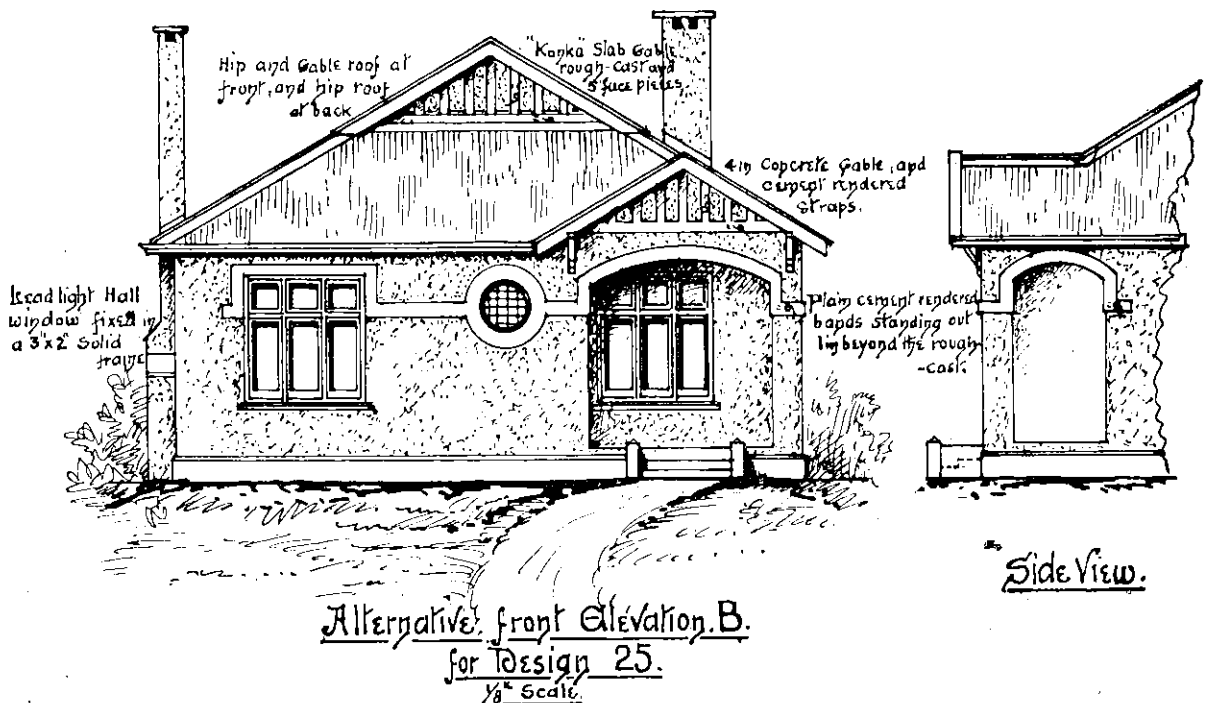 Hip and Gable roof at
front, and hip roof
at back
"Konka" Slab Gable
rough-cast and
5 face pieces
4in Concrete Gable, and
cement rendered
straps.
Leadlight Hall
window fixed in
a 3"x2" Solid
frame
Plain cement rendered
bands standing out
1in beyond the rough
-cast.
Side View.
Alternative front Elevation. B.
for Design 25.
1/8" Scale.